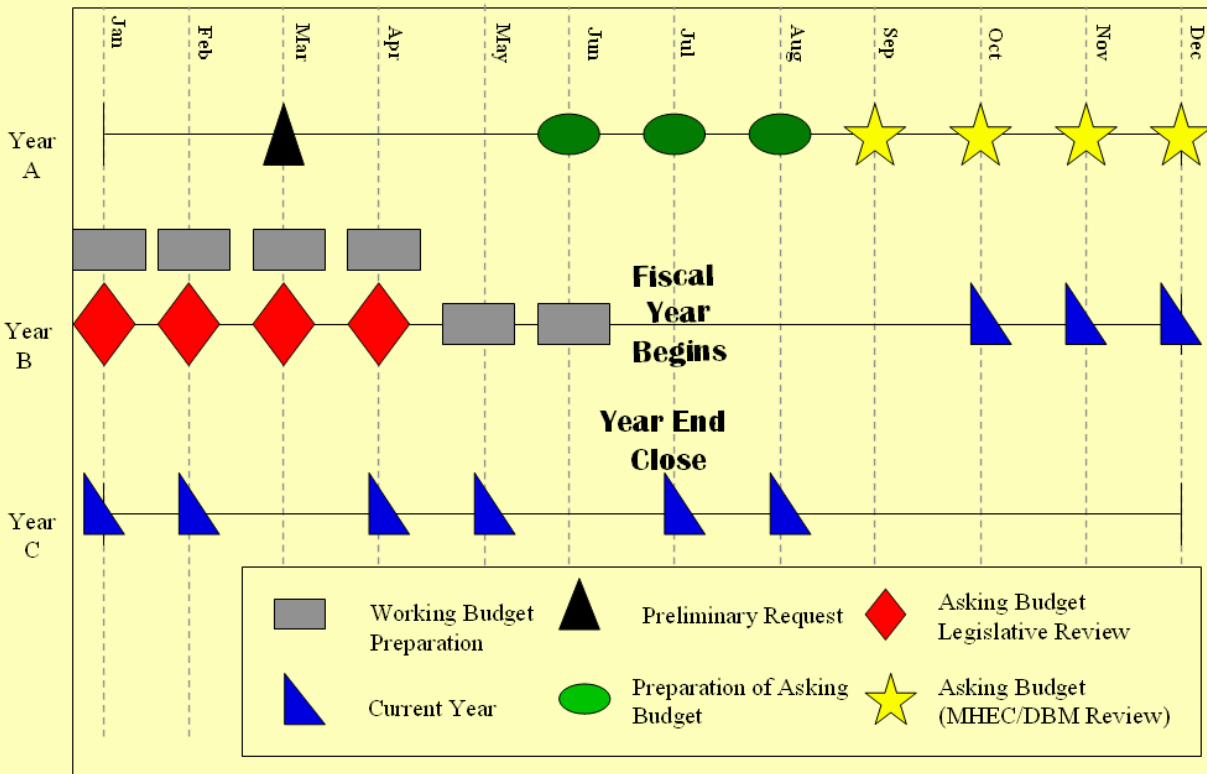 Jan
Feb
Mar
Apr
May
Jun
Jul
Aug
Sep
Oct
Nov
Dec
Year
A
Year
B
Fiscal
Year
Begins
Year End
Close
Year
C
Working Budget
Preparation
Preliminary Request
Asking Budget
Legislative Review
Current Year
Preparation of Asking
Budget
Asking Budget
(MHEC/DBM Review)